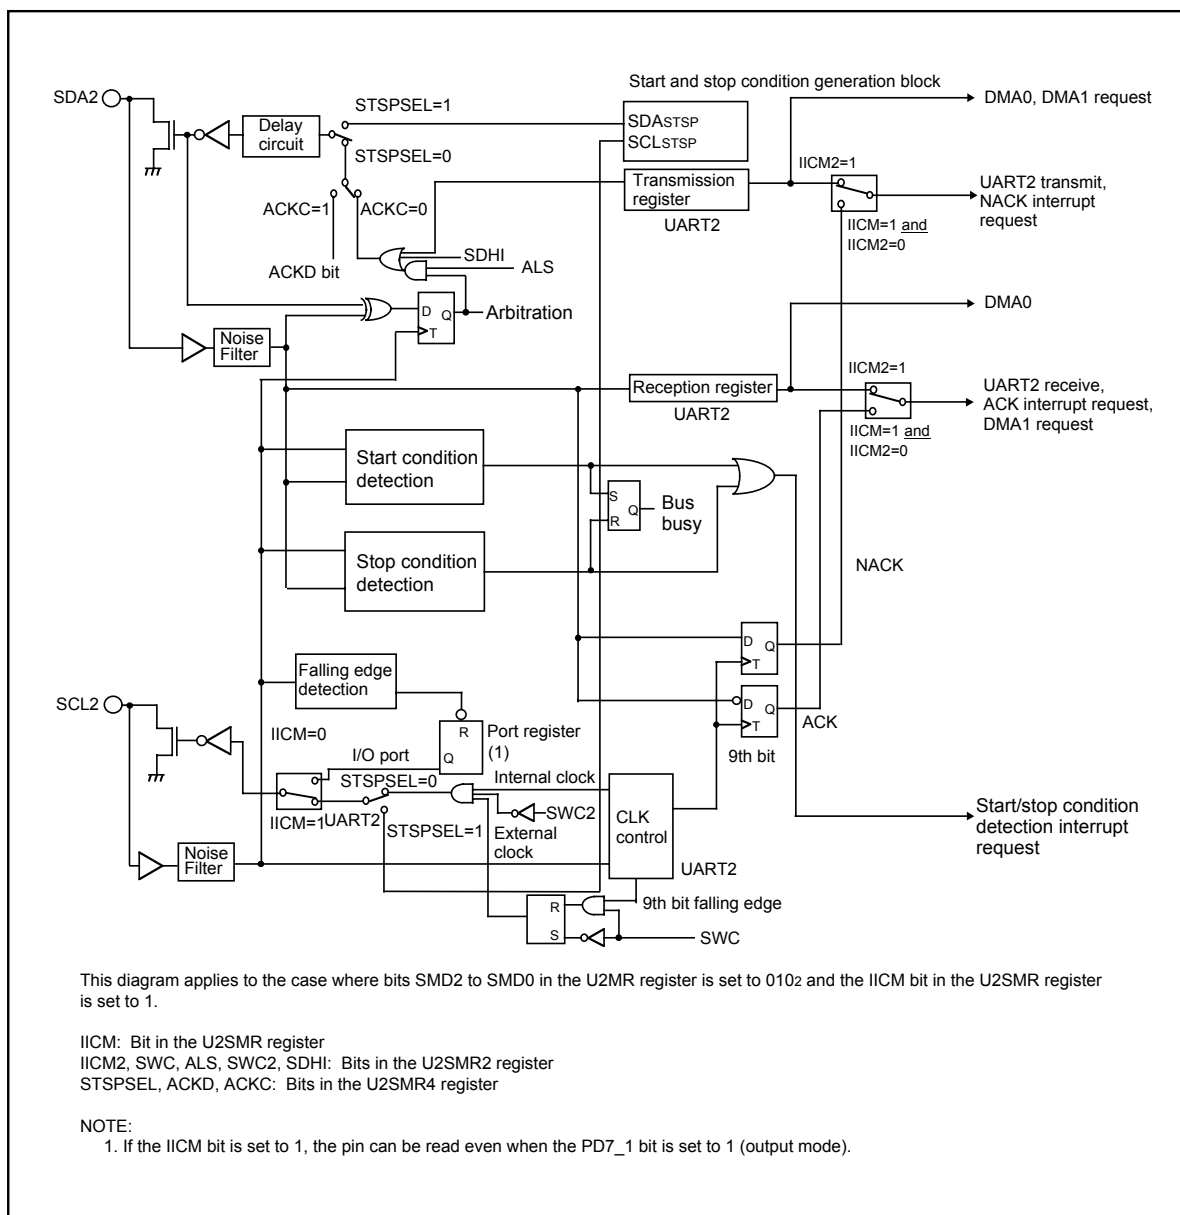 Start and stop condition generation block
SDA2
STSPSEL=1
SDASTSP
SCLSTSP
DMA0, DMA1 request
Delay
circuit
STSPSEL=0
IICM2=1
Transmission
register
UART2
UART2 transmit,
NACK interrupt
request
ACKC=1
ACKC=0
IICM=1 and
IICM2=0
SDHI
ALS
ACKD bit
D
Q
T
Arbitration
DMA0
Noise
Filter
IICM2=1
Reception register
UART2
UART2 receive,
ACK interrupt request,
DMA1 request
IICM=1 and
IICM2=0
Start condition
detection
S
R
Q
Bus
busy
Stop condition
detection
NACK
D
Q
T
Falling edge
detection
SCL2
D
Q
T
ACK
9th bit
R
Q
Port register
(1)
IICM=0
I/O port
STSPSEL=0
Internal clock
IICM=1
UART2
STSPSEL=1
SWC2
External
clock
CLK
control
UART2
Start/stop condition
detection interrupt
request
Noise
Filter
9th bit falling edge
R
S
SWC
This diagram applies to the case where bits SMD2 to SMD0 in the U2MR register is set to 0102 and the IICM bit in the U2SMR register
is set to 1.
IICM: Bit in the U2SMR register
IICM2, SWC, ALS, SWC2, SDHI: Bits in the U2SMR2 register
STSPSEL, ACKD, ACKC: Bits in the U2SMR4 register
NOTE:
1. If the IICM bit is set to 1, the pin can be read even when the PD7_1 bit is set to 1 (output mode).